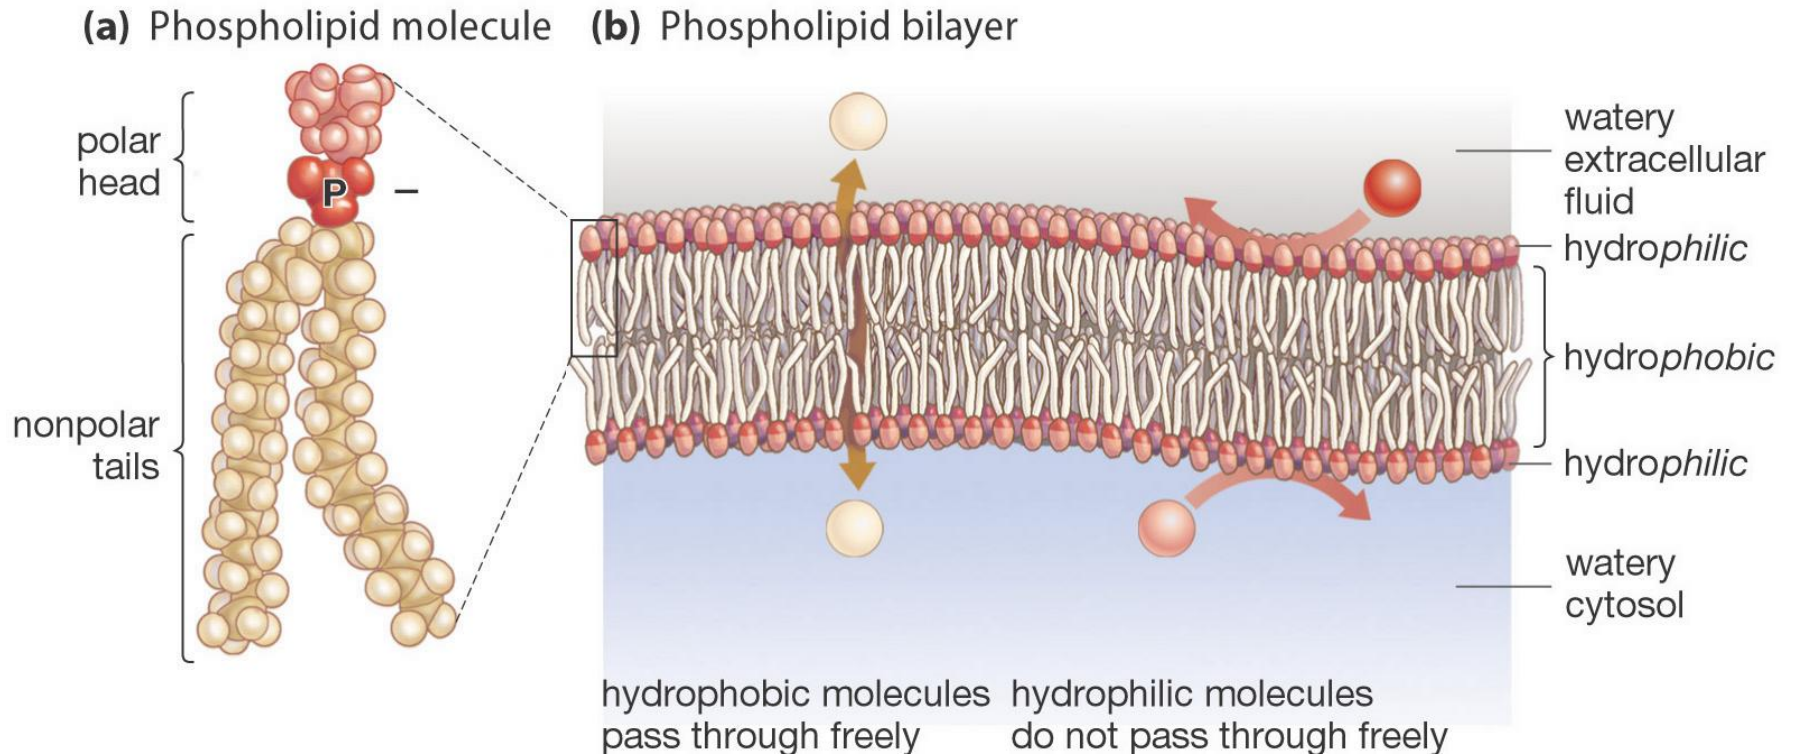 (a) Phospholipid molecule
(b) Phospholipid bilayer
polar
head
P
–
nonpolar
tails
watery
extracellular
fluid
hydrophilic
hydrophobic
hydrophilic
watery
cytosol
hydrophobic molecules
pass through freely
hydrophilic molecules
do not pass through freely